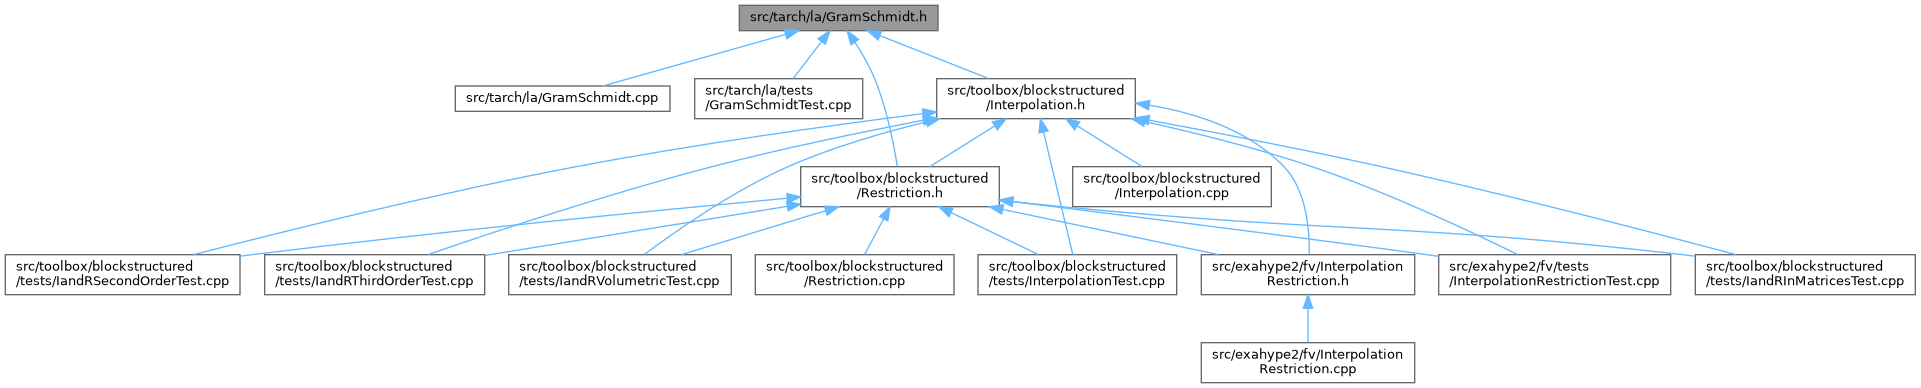 src/tarch/la/GramSchmidt.h
src/tarch/la/GramSchmidt.cpp
src/tarch/la/tests
/GramSchmidtTest.cpp
src/toolbox/blockstructured
/Interpolation.h
src/toolbox/blockstructured
/Restriction.h
src/toolbox/blockstructured
/Interpolation.cpp
src/toolbox/blockstructured
/tests/IandRSecondOrderTest.cpp
src/toolbox/blockstructured
/tests/IandRThirdOrderTest.cpp
src/toolbox/blockstructured
/tests/IandRVolumetricTest.cpp
src/toolbox/blockstructured
/Restriction.cpp
src/toolbox/blockstructured
/tests/InterpolationTest.cpp
src/exahype2/fv/Interpolation
Restriction.h
src/exahype2/fv/tests
/InterpolationRestrictionTest.cpp
src/toolbox/blockstructured
/tests/IandRInMatricesTest.cpp
src/exahype2/fv/Interpolation
Restriction.cpp